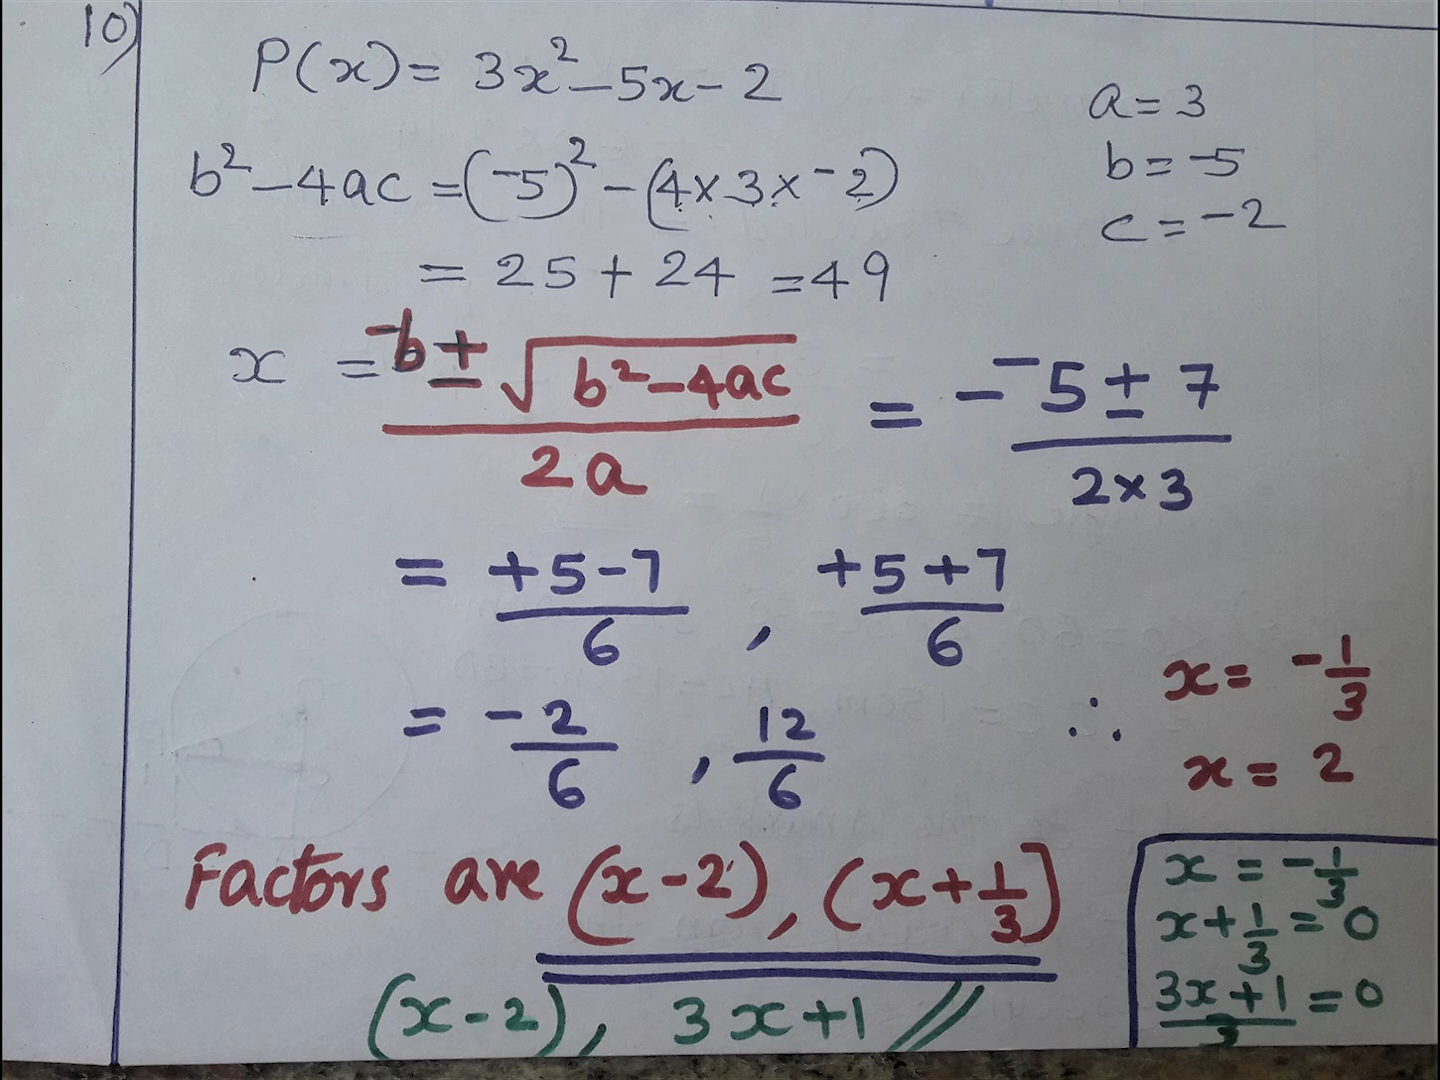 10)
P(x) = 3x² - 5x - 2
a = 3
b² - 4ac = (-5)² - (4 × 3 × -2)
b = -5
c = -2
= 25 + 24 = 49
x = -b ± √b² - 4ac / 2a = - -5 ± 7 / 2 × 3
= +5 - 7 / 6 , +5 + 7 / 6
= -2 / 6 , 12 / 6 ∴ x = -1/3
x = 2
Factors are (x - 2), (x + 1/3]
(x - 2), 3x + 1 //
x = -1/3
x + 1/3 = 0
3x + 1 / 3 = 0